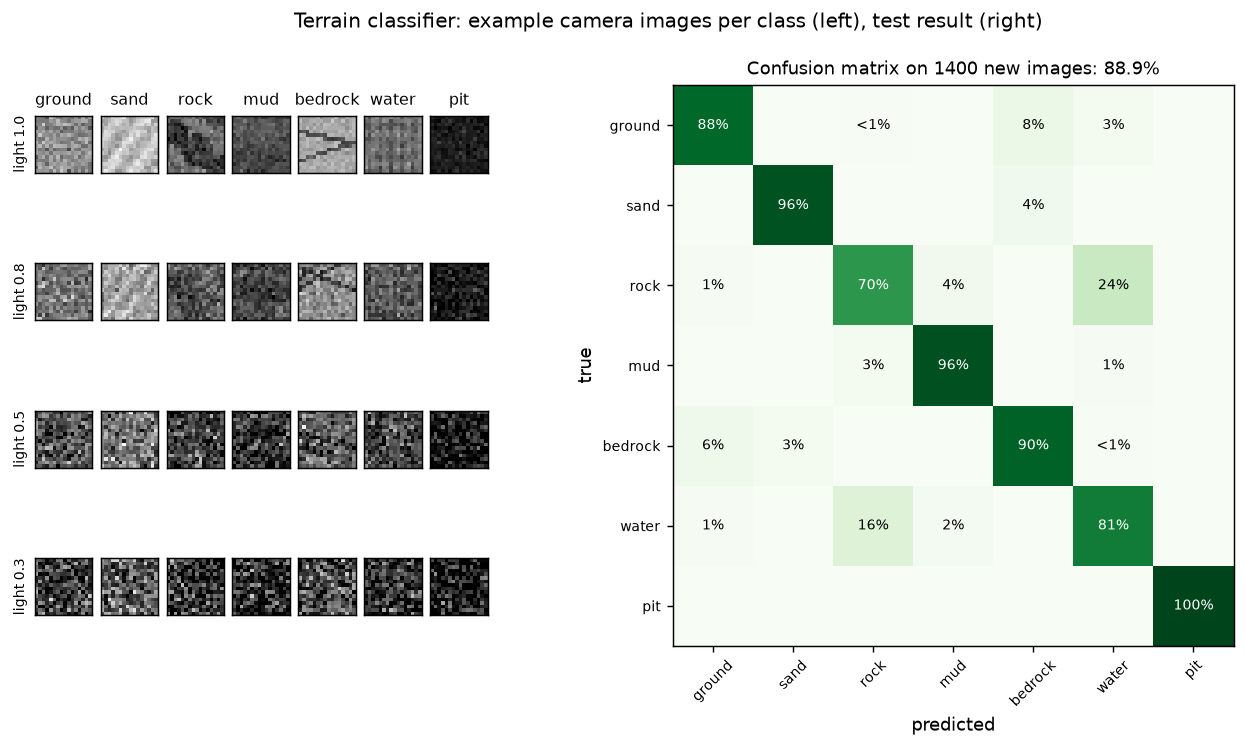 Terrain classifier: example camera images per class (left), test result (right)
ground sand rock mud bedrock water pit
light 1.0
light 0.8
light 0.5
light 0.3
Confusion matrix on 1400 new images: 88.9%
true
ground 88% <1% 8% 3%
sand 96% 4%
rock 1% 70% 4% 24%
mud 3% 96% 1%
bedrock 6% 3% 90% <1%
water 1% 16% 2% 81%
pit 100%
ground sand rock mud bedrock water pit
predicted